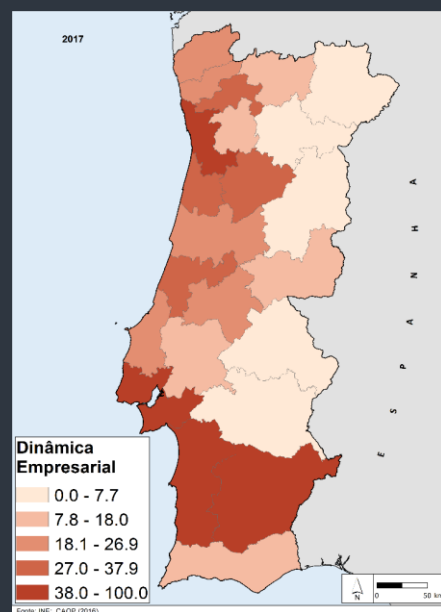 2017
E S P A N H A
Dinâmica
Empresarial
0.0 - 7.7
7.8 - 18.0
18.1 - 26.9
27.0 - 37.9
38.0 - 100.0
N
0
50 km
Fonte: INE; CAOP (2016)